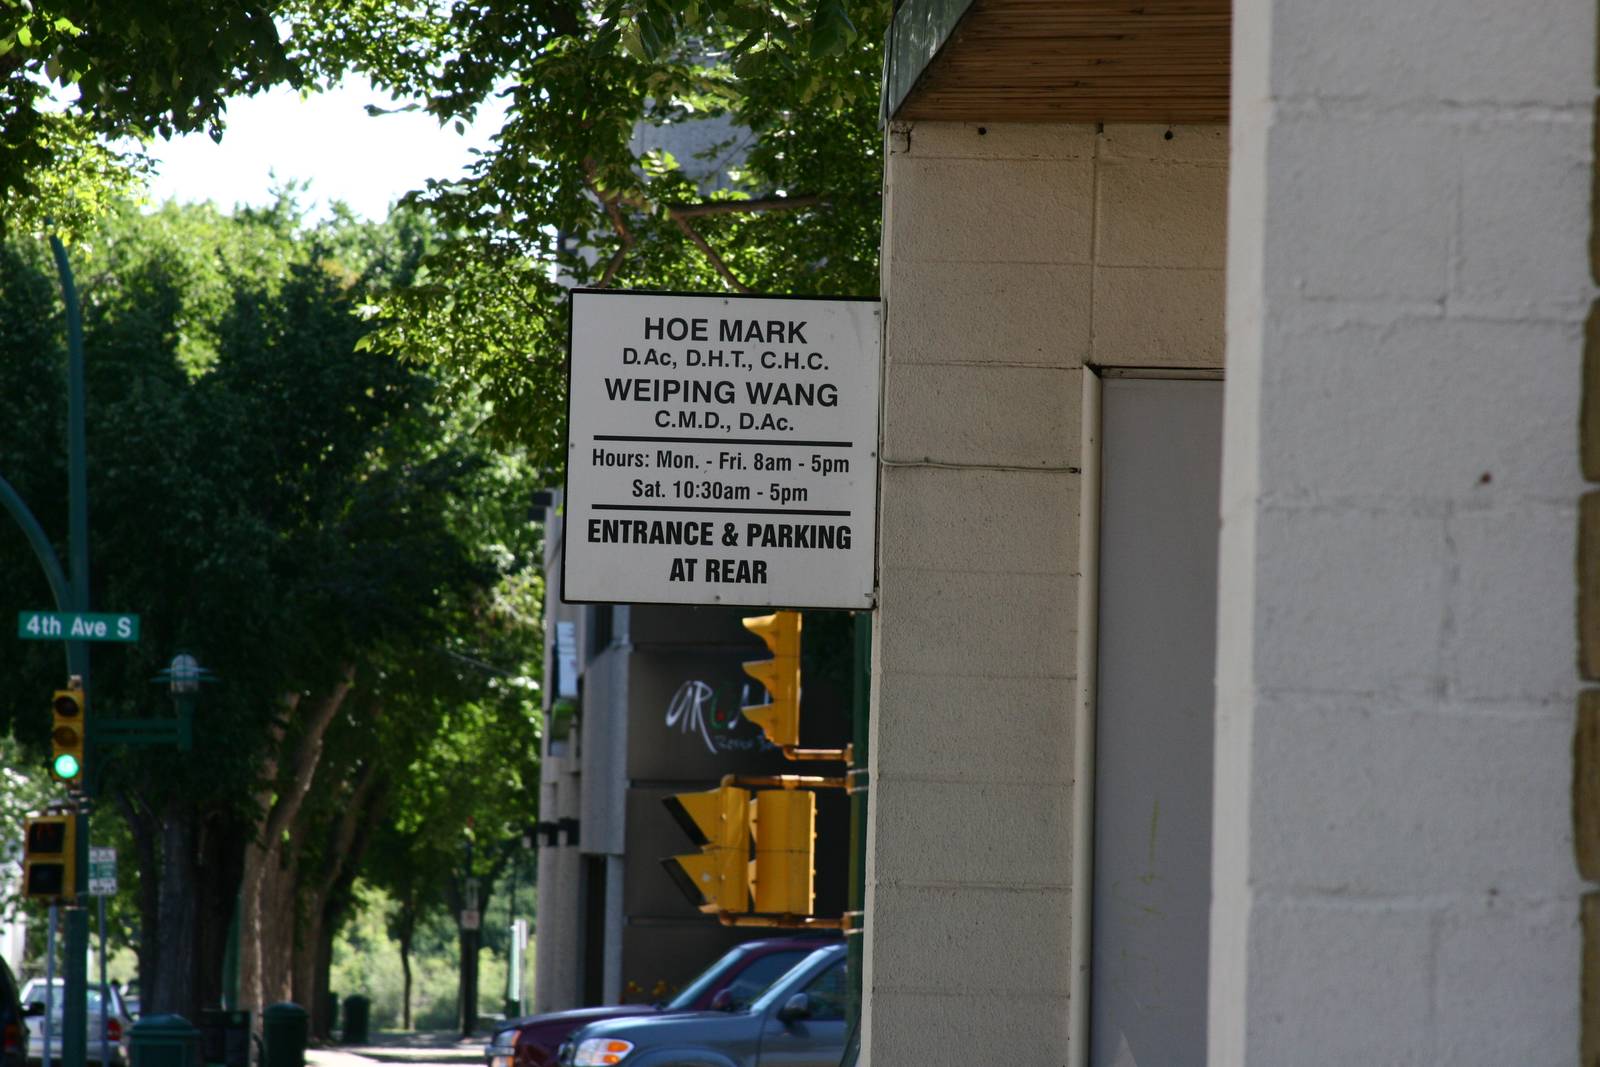 HOE MARK
D.Ac, D.H.T., C.H.C.
WEIPING WANG
C.M.D., D.Ac.
Hours: Mon. - Fri. 8am - 5pm
Sat. 10:30am - 5pm
ENTRANCE & PARKING
AT REAR
4th Ave S